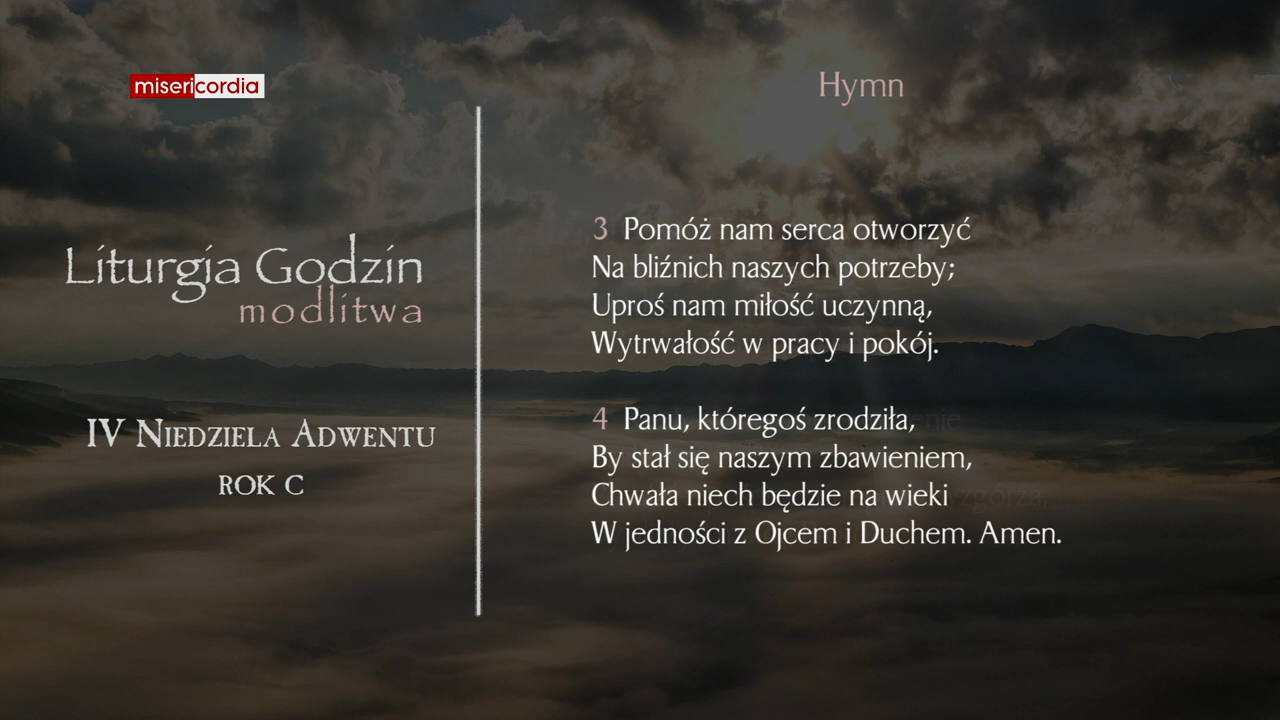 misericordia
Liturgia Godzin
modlitwa
IV Niedziela Adwentu
rok C
Hymn
3 Pomóż nam serca otworzyć
Na bliźnich naszych potrzeby;
Uproś nam miłość uczynną,
Wytrwałość w pracy i pokój.
4 Panu, któregoś zrodziła,
By stał się naszym zbawieniem,
Chwała niech będzie na wieki
W jedności z Ojcem i Duchem. Amen.